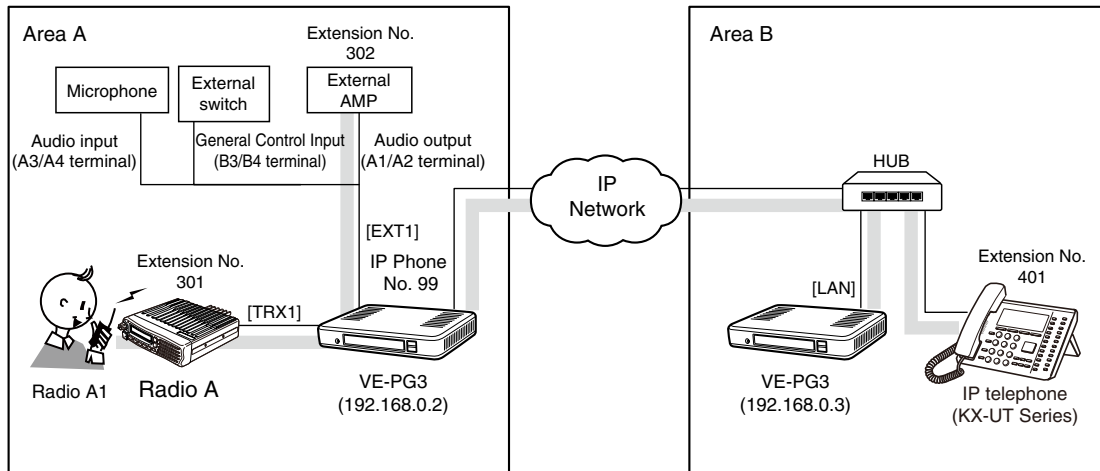 Area A
Extension No.
302
Microphone
External
switch
External
AMP
Audio input
(A3/A4 terminal)
General Control Input
(B3/B4 terminal)
Audio output
(A1/A2 terminal)
[EXT1]
IP Phone
No. 99
Extension No.
301
[TRX1]
Radio A1
Radio A
VE-PG3
(192.168.0.2)
IP
Network
Area B
HUB
[LAN]
Extension No.
401
VE-PG3
(192.168.0.3)
IP telephone
(KX-UT Series)